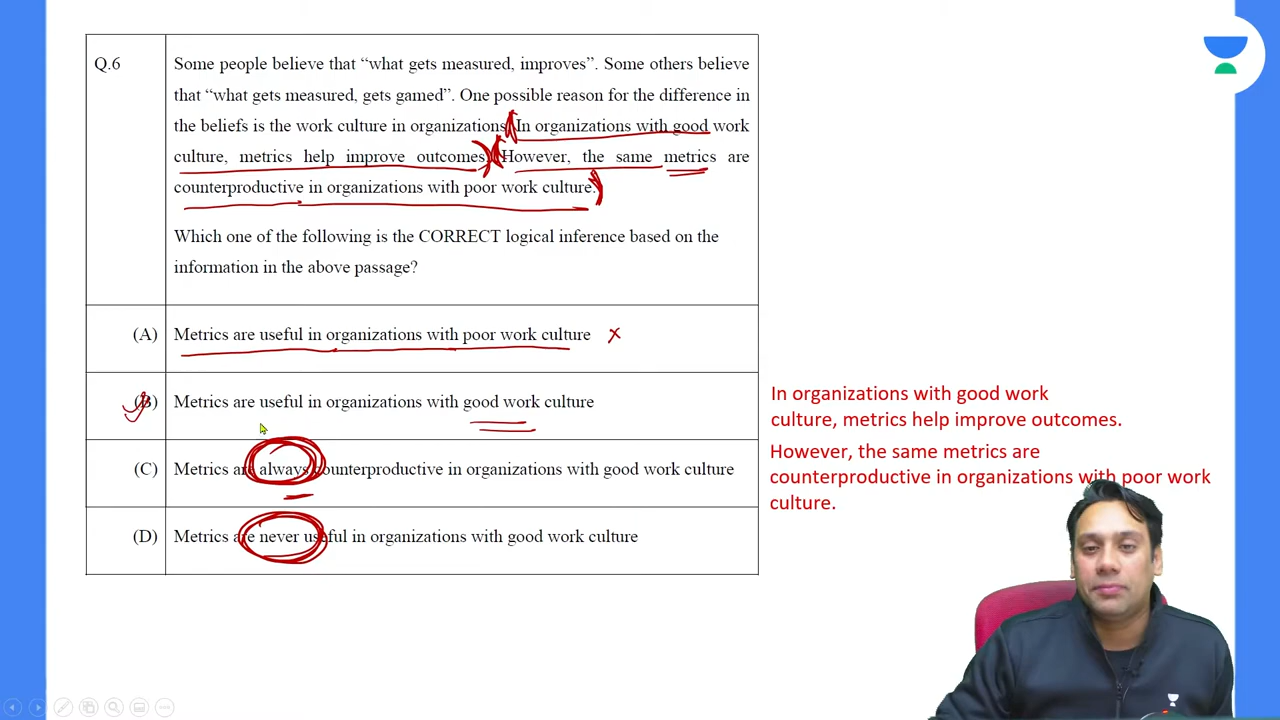 Q.6
Some people believe that “what gets measured, improves”. Some others believe
that “what gets measured, gets gamed”. One possible reason for the difference in
the beliefs is the work culture in organizations. In organizations with good work
culture, metrics help improve outcomes. However, the same metrics are
counterproductive in organizations with poor work culture.
Which one of the following is the CORRECT logical inference based on the
information in the above passage?
(A) Metrics are useful in organizations with poor work culture x
(B) Metrics are useful in organizations with good work culture
(C) Metrics are always counterproductive in organizations with good work culture
(D) Metrics are never useful in organizations with good work culture
In organizations with good work
culture, metrics help improve outcomes.
However, the same metrics are
counterproductive in organizations with poor work
culture.